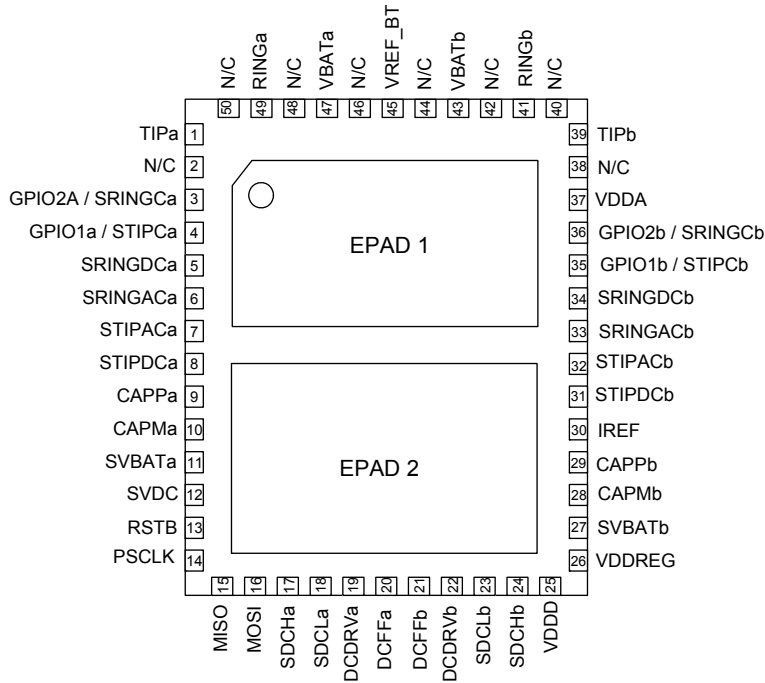 N/C
RINGa
N/C
VBATa
N/C
VREF_BT
N/C
VBATb
N/C
RINGb
N/C
50
49
48
47
46
45
44
43
42
41
40
TIPa 1
N/C 2
GPIO2A / SRINGCa 3
GPIO1a / STIPCa 4
SRINGDCa 5
SRINGACa 6
STIPACa 7
STIPDCa 8
CAPPa 9
CAPMa 10
SVBATa 11
SVDC 12
RSTB 13
PSCLK 14
EPAD 1
EPAD 2
39 TIPb
38 N/C
37 VDDA
36 GPIO2b / SRINGCb
35 GPIO1b / STIPCb
34 SRINGDCb
33 SRINGACb
32 STIPACb
31 STIPDCb
30 IREF
29 CAPPb
28 CAPMb
27 SVBATb
26 VDDREG
15
16
17
18
19
20
21
22
23
24
25
MISO
MOSI
SDCHa
SDCLa
DCDRVa
DCFFa
DCFFb
DCDRVb
SDCLb
SDCHb
VDDD